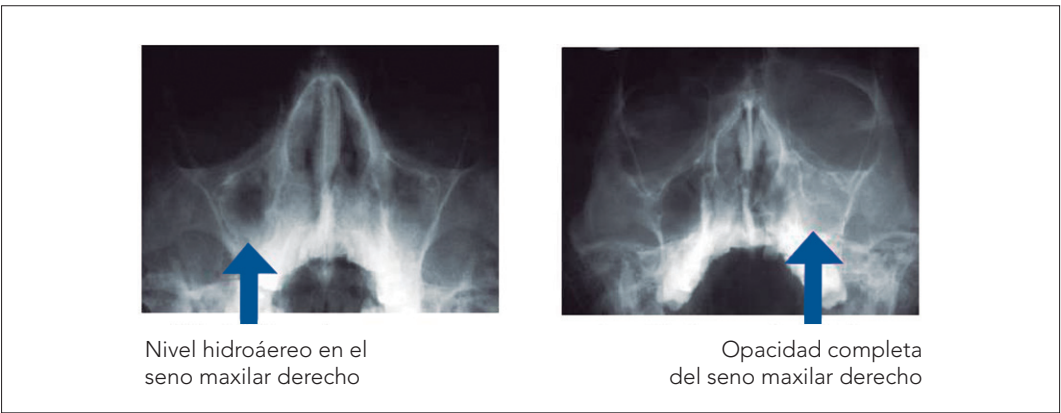 Nivel hidroáereo en el
seno maxilar derecho
Opacidad completa
del seno maxilar derecho